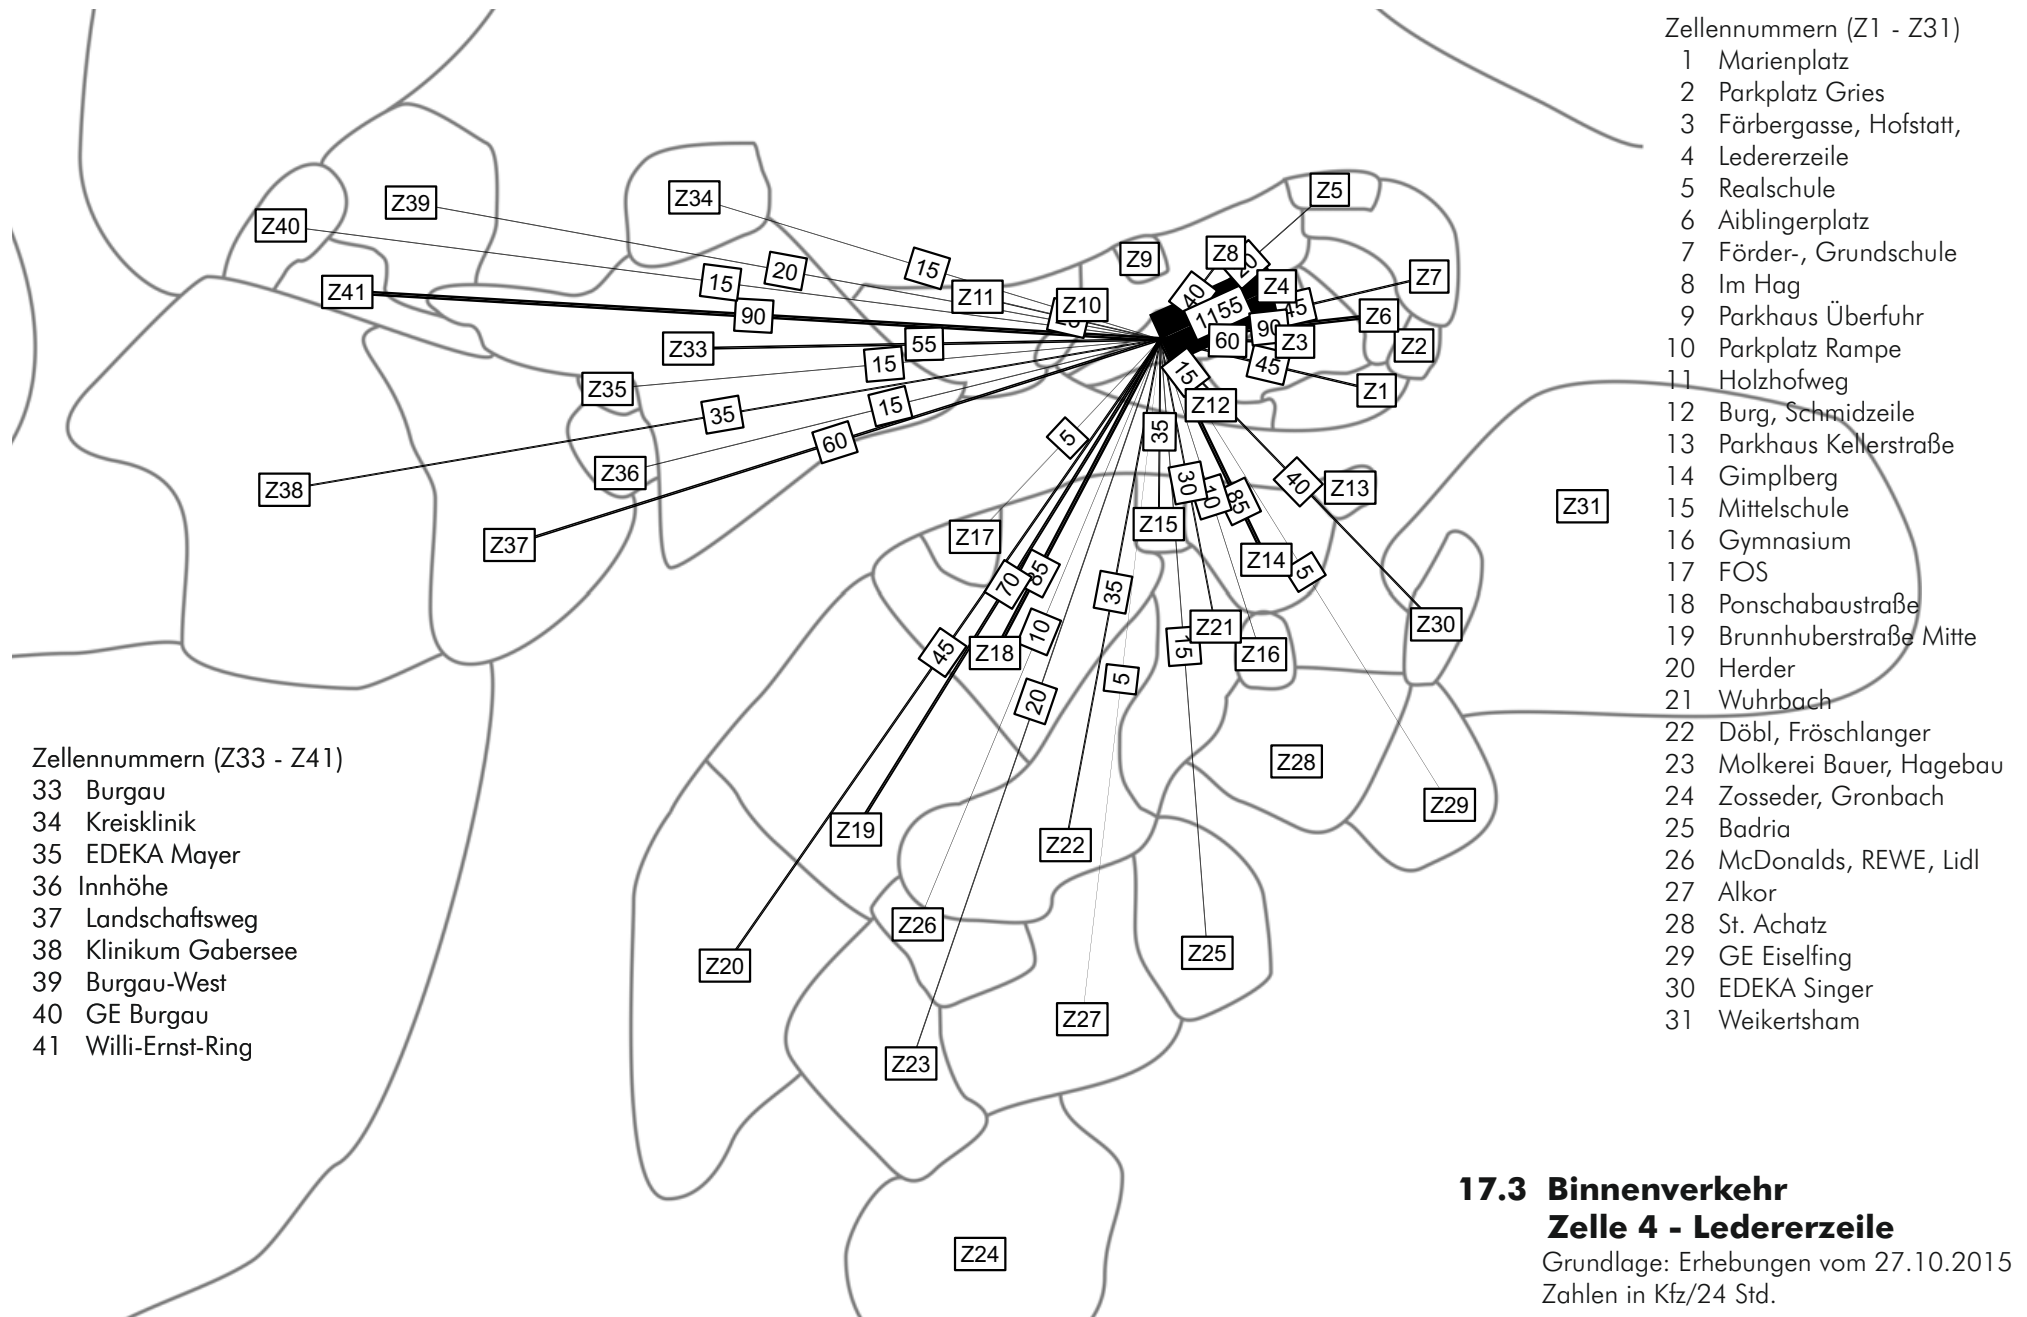 Zellennummern (Z1 - Z31)
1 Marienplatz
2 Parkplatz Gries
3 Färbergasse, Hofstatt,
4 Ledererzeile
5 Realschule
6 Aiblingerplatz
7 Förder-, Grundschule
8 Im Hag
9 Parkhaus Überfuhr
10 Parkplatz Rampe
11 Holzhofweg
12 Burg, Schmidzeile
13 Parkhaus Kellerstraße
14 Gimplberg
15 Mittelschule
16 Gymnasium
17 FOS
18 Ponschabaustraße
19 Brunnhuberstraße Mitte
20 Herder
21 Wuhrbach
22 Döbl, Fröschlanger
23 Molkerei Bauer, Hagebau
24 Zosseder, Gronbach
25 Badria
26 McDonalds, REWE, Lidl
27 Alkor
28 St. Achatz
29 GE Eiselfing
30 EDEKA Singer
31 Weikertsham
Zellennummern (Z33 - Z41)
33 Burgau
34 Kreisklinik
35 EDEKA Mayer
36 Innhöhe
37 Landschaftsweg
38 Klinikum Gabersee
39 Burgau-West
40 GE Burgau
41 Willi-Ernst-Ring
Z39
Z34
Z40
Z41
Z33
Z35
Z36
Z38
Z37
Z5
Z8
Z9
Z4
Z7
Z11
Z10
Z6
Z3
Z2
Z1
Z12
Z13
Z31
Z17
Z15
Z14
Z18
Z21
Z16
Z30
Z28
Z29
Z19
Z22
Z26
Z20
Z25
Z27
Z23
Z24
15
20
15
90
55
15
35
15
60
20
40
1155
45
90
60
45
15
5
35
30
10
85
40
5
70
85
45
10
35
20
5
15
17.3 Binnenverkehr
Zelle 4 - Ledererzeile
Grundlage: Erhebungen vom 27.10.2015
Zahlen in Kfz/24 Std.